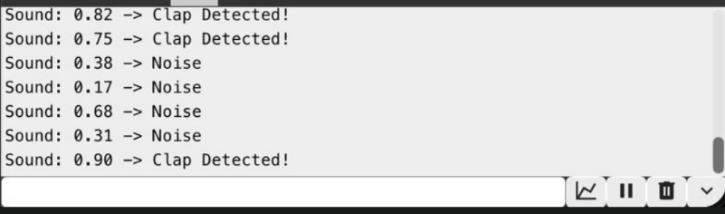 Sound: 0.82 -> Clap Detected!
Sound: 0.75 -> Clap Detected!
Sound: 0.38 -> Noise
Sound: 0.17 -> Noise
Sound: 0.68 -> Noise
Sound: 0.31 -> Noise
Sound: 0.90 -> Clap Detected!